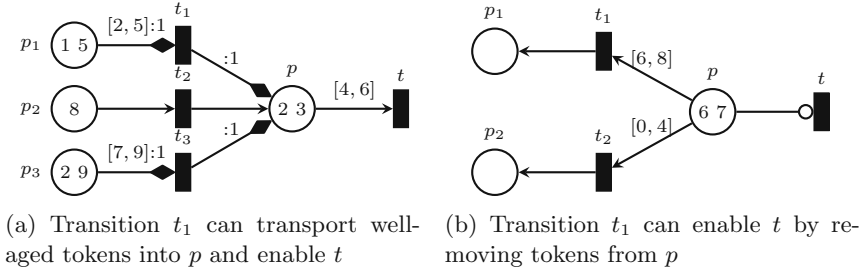 [2, 5]:1
t₁
p₁
1 5
:1
p
[4, 6]
t
t₂
p₂
8
2 3
:1
t₃
[7, 9]:1
p₃
2 9
(a) Transition t₁ can transport well-
aged tokens into p and enable t
p₁
t₁
[6, 8]
p
t
6 7
p₂
t₂
[0, 4]
(b) Transition t₁ can enable t by re-
moving tokens from p